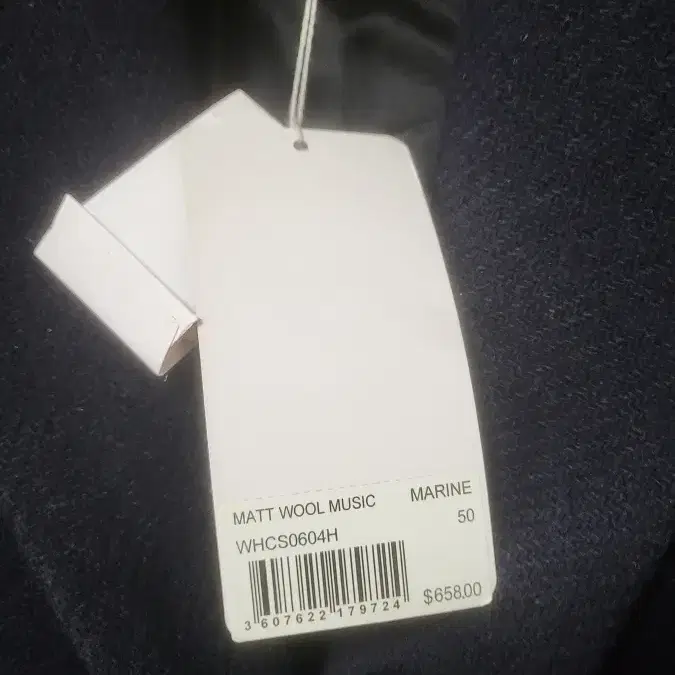 MATT WOOL MUSIC MARINE
50
WHCS0604H
3 607622 179724
$658.00